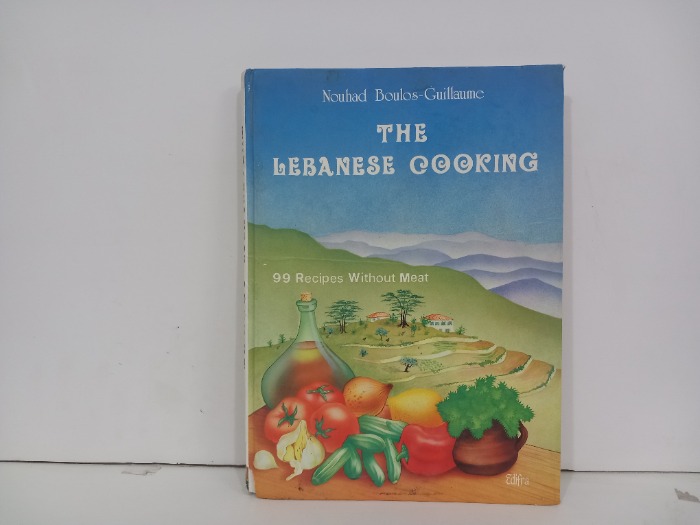 Nouhad Boulos-Guillaume
THE
LEBANESE COOKING
99 Recipes Without Meat
Edifra